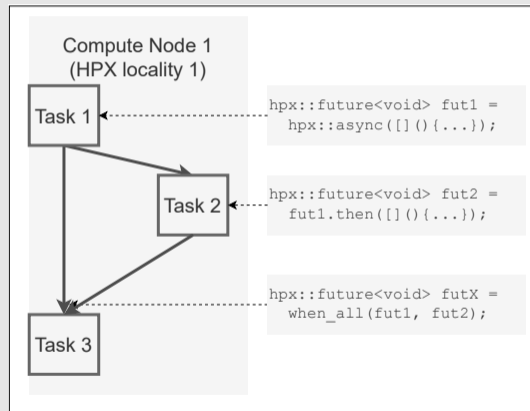 Compute Node 1
(HPX locality 1)
Task 1
hpx::future<void> fut1 =
hpx::async([](){...});
Task 2
hpx::future<void> fut2 =
fut1.then([](){...});
hpx::future<void> futX =
when_all(fut1, fut2);
Task 3